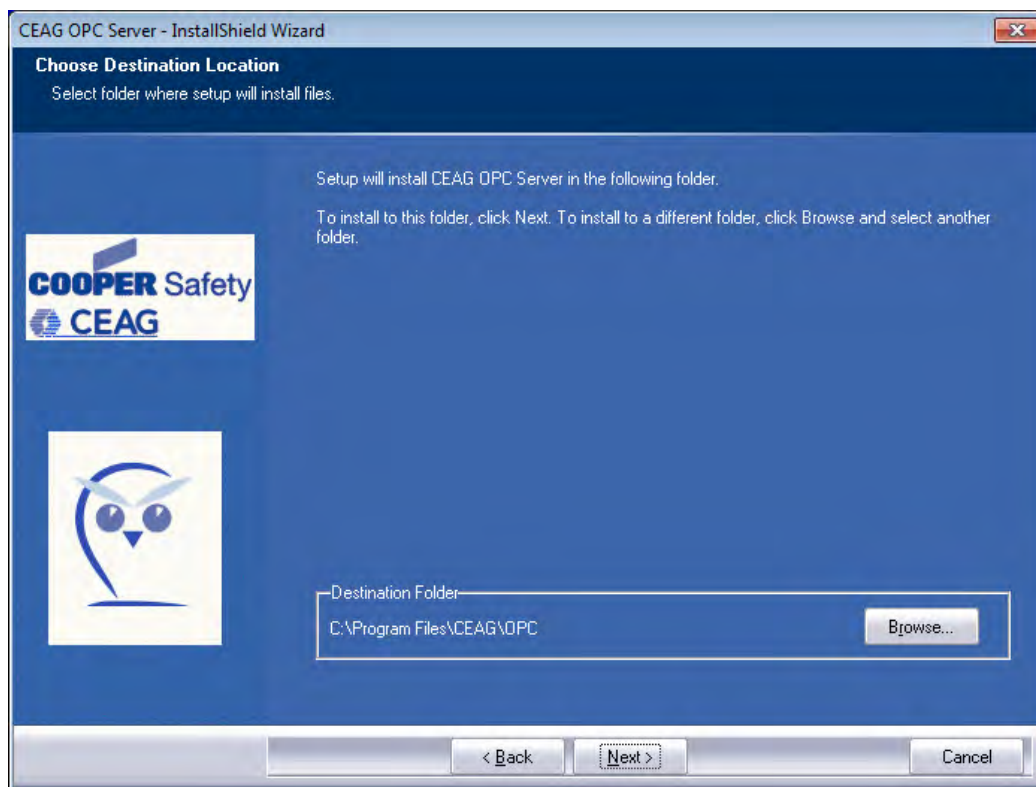 CEAG OPC Server - InstallShield Wizard
Choose Destination Location
Select folder where setup will install files.
Setup will install CEAG OPC Server in the following folder.
To install to this folder, click Next. To install to a different folder, click Browse and select another
folder.
COOPER Safety
CEAG
Destination Folder
C:\Program Files\CEAG\OPC
Browse...
< Back
Next >
Cancel